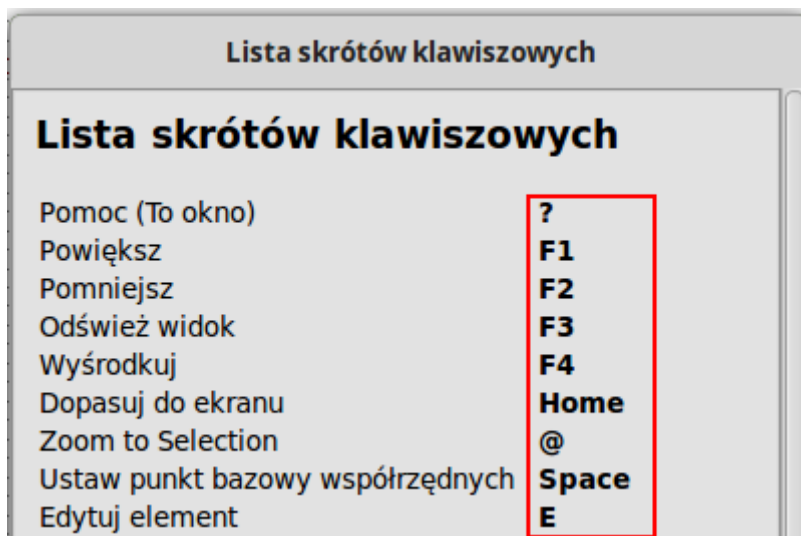 Lista skrótów klawiszowych
Lista skrótów klawiszowych
Pomoc (To okno) ?
Powiększ F1
Pomniejsz F2
Odśwież widok F3
Wyśrodkuj F4
Dopasuj do ekranu Home
Zoom to Selection @
Ustaw punkt bazowy współrzędnych Space
Edytuj element E